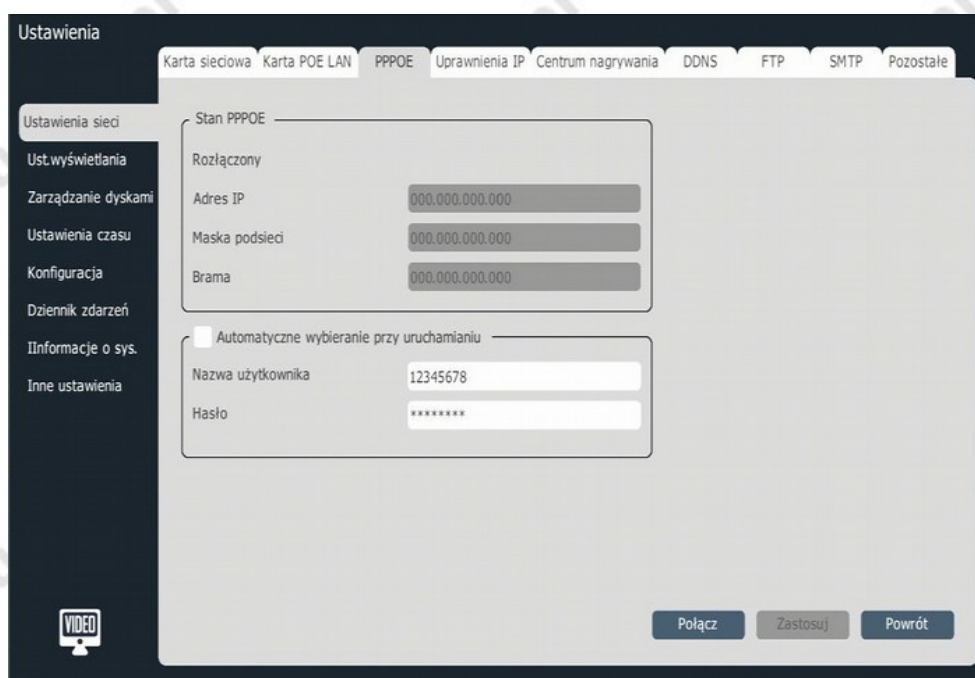 Ustawienia
Karta sieciowa Karta POE LAN PPPOE Uprawnienia IP Centrum nagrywania DDNS FTP SMTP Pozostałe
Ustawienia sieci
Ust.wyświetlania
Zarządzanie dyskami
Ustawienia czasu
Konfiguracja
Dziennik zdarzeń
IInformacje o sys.
Inne ustawienia
Stan PPPOE
Rozłączony
Adres IP 000.000.000.000
Maska podsieci 000.000.000.000
Brama 000.000.000.000
Automatyczne wybieranie przy uruchamianiu
Nazwa użytkownika 12345678
Hasło ********
VIDEO
Połącz Zastosuj Powrót